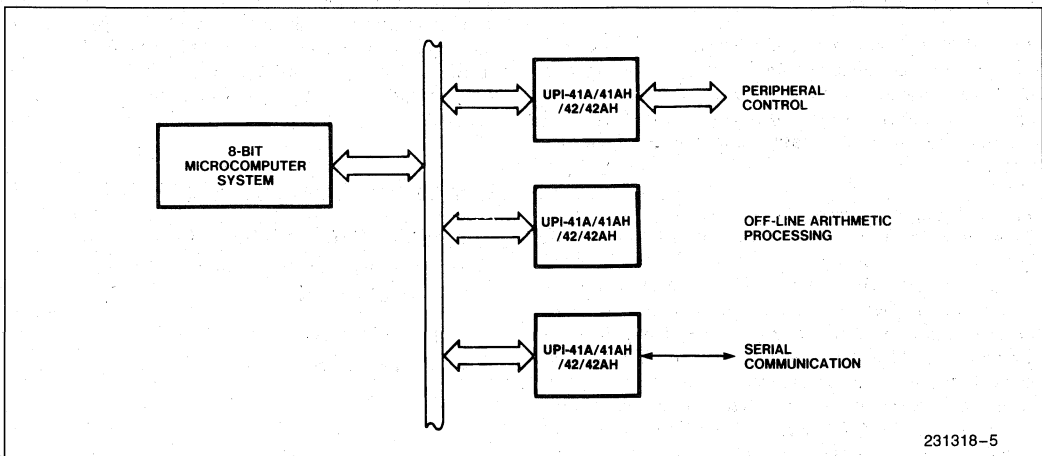 UPI-41A/41AH
/42/42AH
PERIPHERAL
CONTROL
8-BIT
MICROCOMPUTER
SYSTEM
UPI-41A/41AH
/42/42AH
OFF-LINE ARITHMETIC
PROCESSING
UPI-41A/41AH
/42/42AH
SERIAL
COMMUNICATION
231318-5